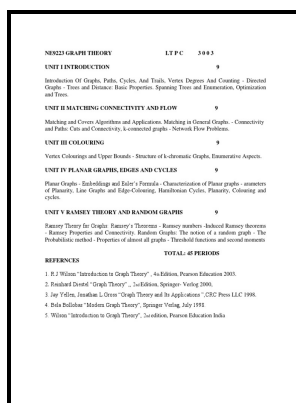 NE9223 GRAPH THEORY L T P C 3 0 0 3
UNIT I INTRODUCTION 9
Introduction Of Graphs, Paths, Cycles, And Trails, Vertex Degrees And Counting - Directed
Graphs - Trees and Distance: Basic Properties. Spanning Trees and Enumeration, Optimization
and Trees.
UNIT II MATCHING CONNECTIVITY AND FLOW 9
Matching and Covers Algorithms and Applications, Matching in General Graphs. - Connectivity
and Paths: Cuts and Connectivity, k-connected graphs - Network Flow Problems.
UNIT III COLOURING 9
Vertex Colourings and Upper Bounds - Structure of k-chromatic Graphs, Enumerative Aspects.
UNIT IV PLANAR GRAPHS, EDGES AND CYCLES 9
Planar Graphs - Embeddings and Euler's Formula - Characterization of Planar graphs - arameters
of Planarity, Line Graphs and Edge-Colouring, Hamiltonian Cycles, Planarity, Colouring and
cycles.
UNIT V RAMSEY THEORY AND RANDOM GRAPHS 9
Ramsey Theory for Graphs. Ramsey's Theorems - Ramsey numbers -Induced Ramsey theorems
- Ramsey Properties and Connectivity. Random Graphs: The notion of a random graph - The
Probabilistic method - Properties of almost all graphs - Threshold functions and second moments
TOTAL: 45 PERIODS
REFERNCES
1. R.J Wilson "Introduction to Graph Theory" , 4th Edition, Pearson Education 2003.
2. Reinhard Diestel "Graph Theory" ,, 2nd Edition, Springer- Verlog 2000,
3. Jay Yellen, Jonathan L Gross "Graph Theory and Its Applications ",CRC Press LLC 1998.
4. Bela Bollobas "Modern Graph Theory", Springer Verlag, July 1998.
5. Wilson "Introduction to Graph Theory", 2nd edition, Pearson Education India